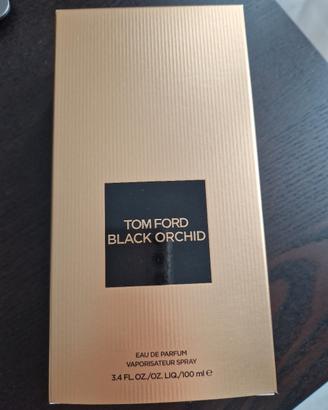 TOM FORD
BLACK ORCHID
EAU DE PARFUM
VAPORISATEUR SPRAY
3.4 FL.OZ./OZ. LIQ./100 ml ℮